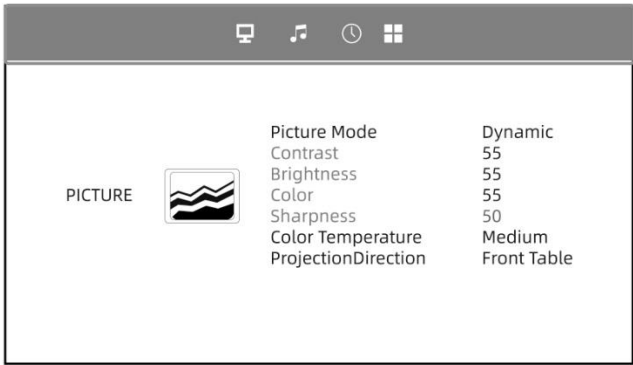 PICTURE
Picture Mode Dynamic
Contrast 55
Brightness 55
Color 55
Sharpness 50
Color Temperature Medium
ProjectionDirection Front Table